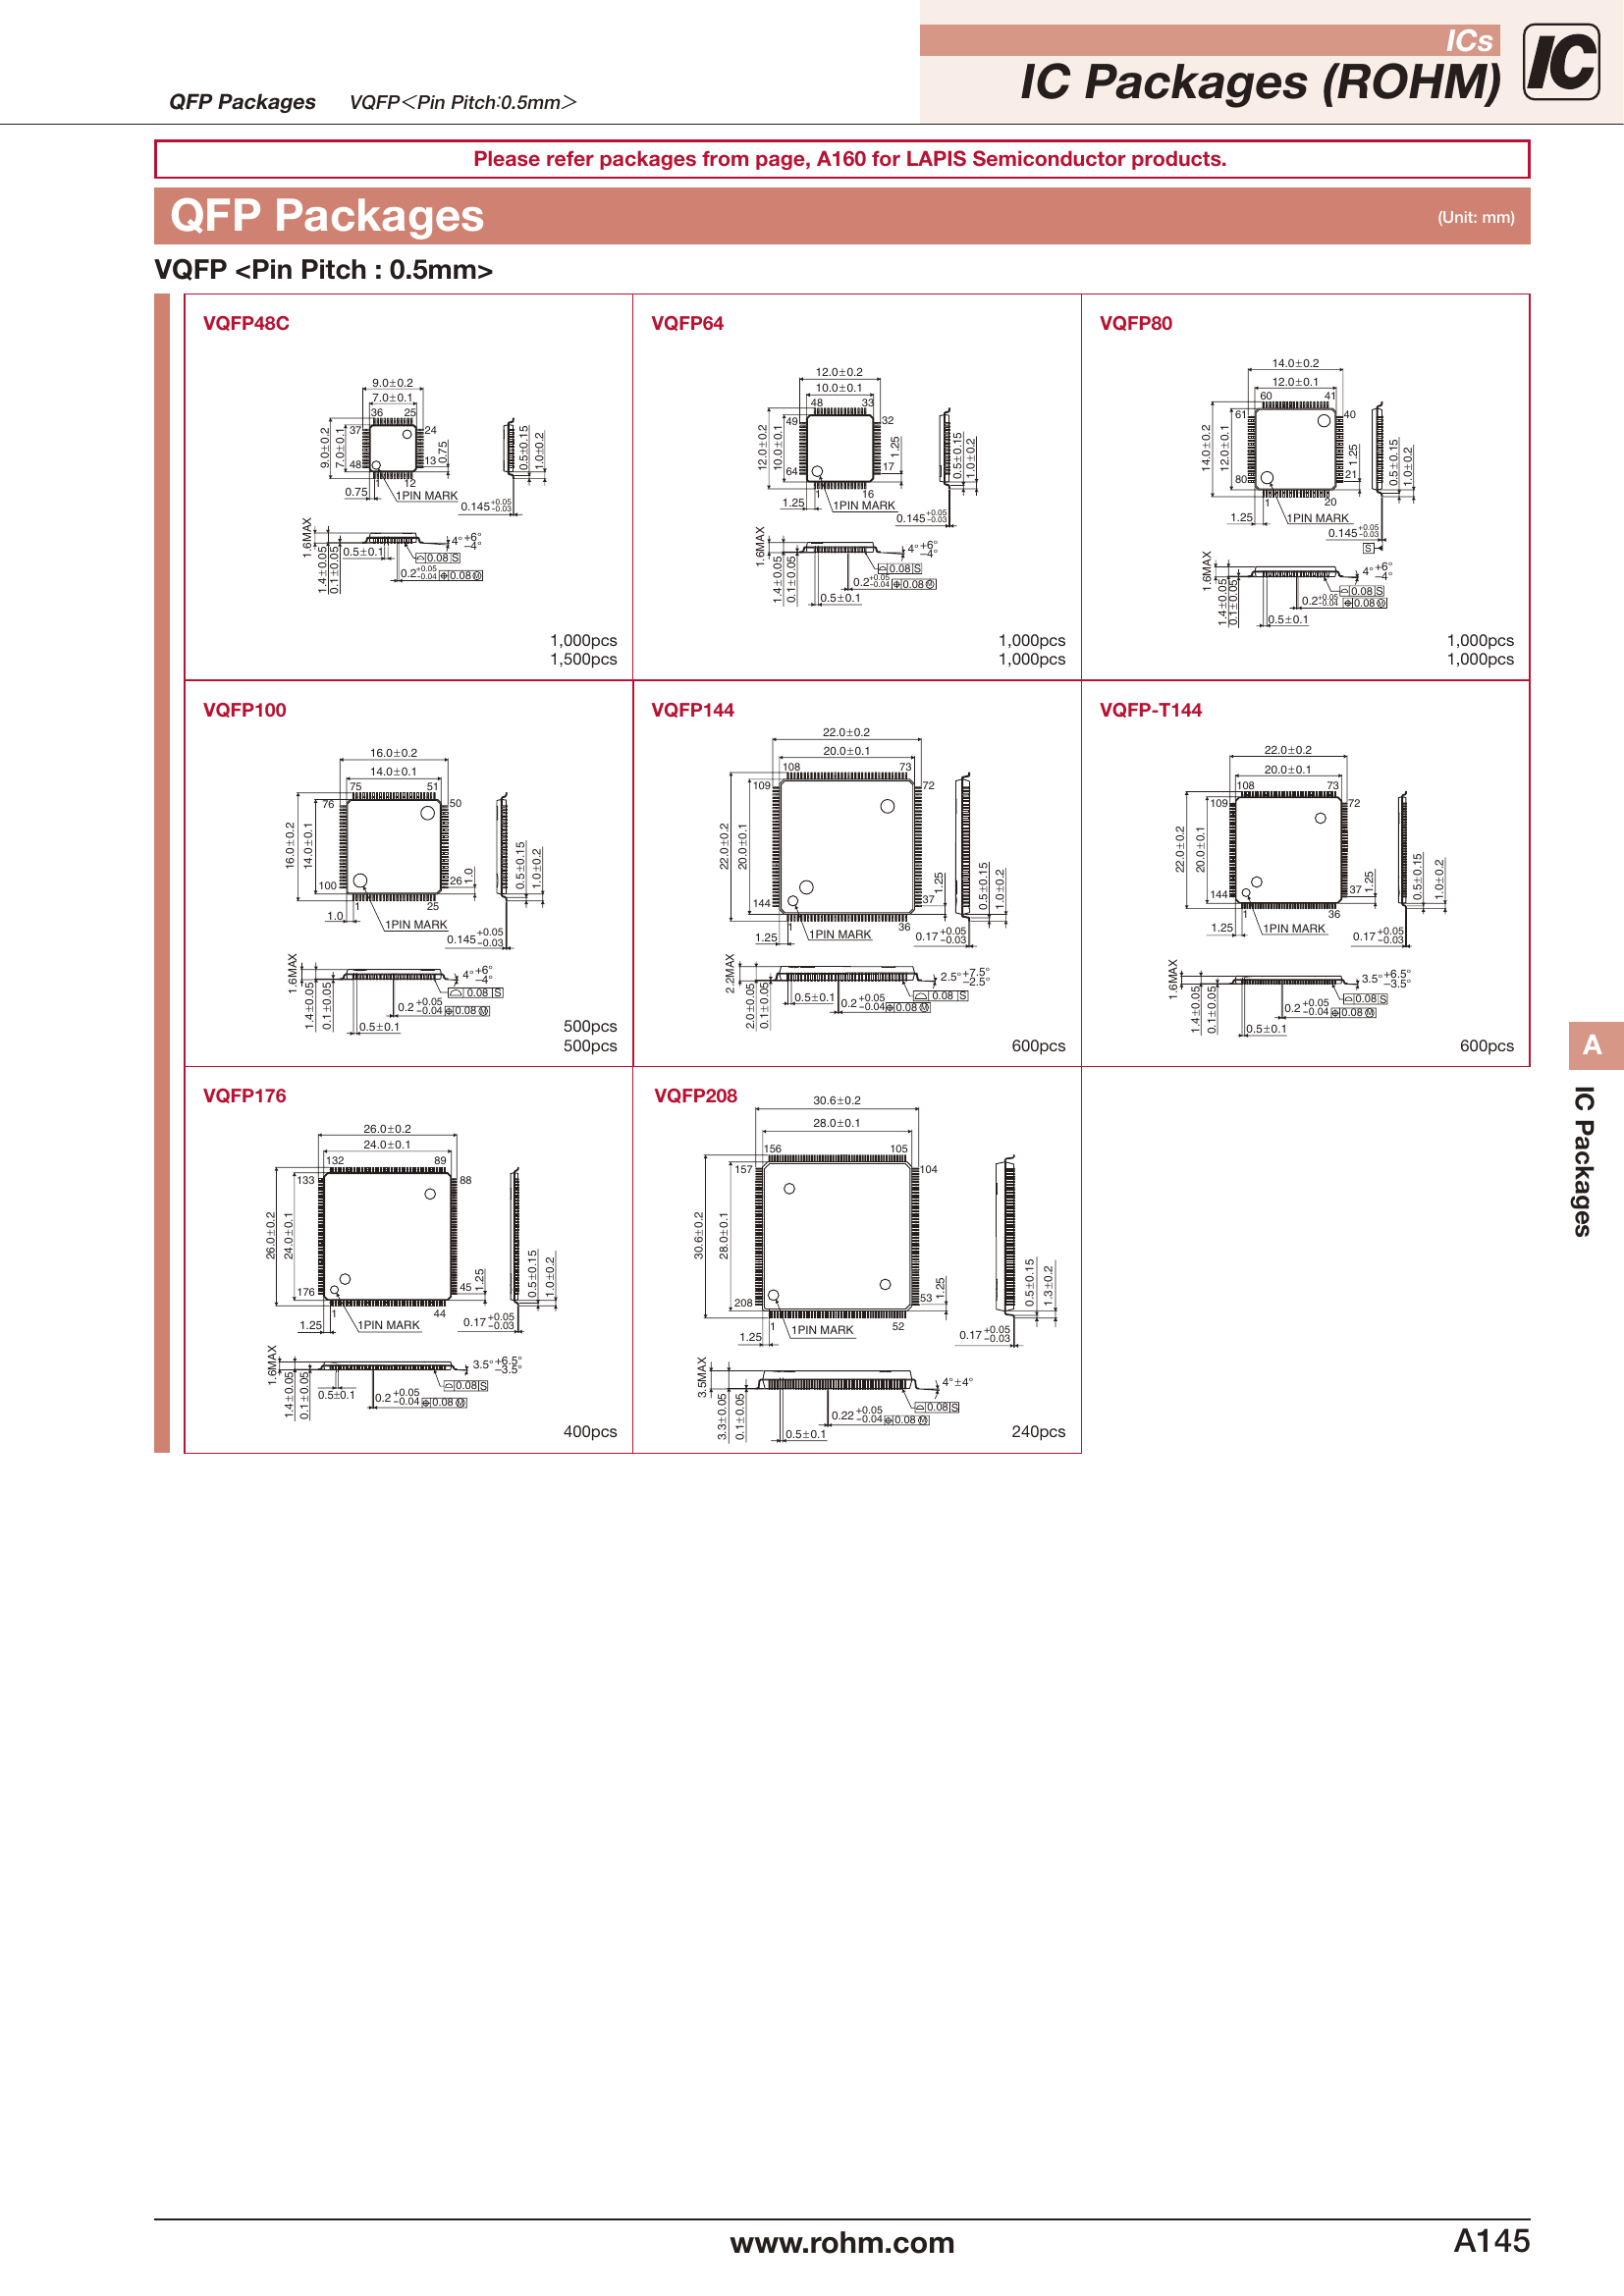 ICs
IC Packages (ROHM)
IC
QFP Packages VQFP<Pin Pitch:0.5mm>
Please refer packages from page, A160 for LAPIS Semiconductor products.
QFP Packages (Unit: mm)
VQFP <Pin Pitch : 0.5mm>
VQFP48C
9.0±0.2
7.0±0.1
36 25
37 24
9.0±0.2
7.0±0.1
48 13
0.75
1 12
0.75
1PIN MARK
0.5±0.15
1.0±0.2
0.145 +0.05 −0.03
1.6MAX
1.4±0.05
0.1±0.05
0.5±0.1
4° +6° −4°
0.08 S
0.2 +0.05 −0.04 0.08 M
1,000pcs
1,500pcs
VQFP64
12.0±0.2
10.0±0.1
48 33
49 32
12.0±0.2
10.0±0.1
64 17
1.25
1 16
1.25
1PIN MARK
0.5±0.15
1.0±0.2
0.145 +0.05 −0.03
1.6MAX
1.4±0.05
0.1±0.05
4° +6° −4°
0.08 S
0.2 +0.05 −0.04 0.08 M
0.5±0.1
1,000pcs
1,000pcs
VQFP80
14.0±0.2
12.0±0.1
60 41
61 40
14.0±0.2
12.0±0.1
80 21
1.25
1 20
1.25
1PIN MARK
0.5±0.15
1.0±0.2
0.145 +0.05 −0.03
S
1.6MAX
1.4±0.05
0.1±0.05
4° +6° −4°
0.08 S
0.2 +0.05 −0.04 0.08 M
0.5±0.1
1,000pcs
1,000pcs
VQFP100
16.0±0.2
14.0±0.1
75 51
76 50
16.0±0.2
14.0±0.1
100 26
1.0
1 25
1.0
1PIN MARK
0.5±0.15
1.0±0.2
0.145 +0.05 −0.03
1.6MAX
1.4±0.05
0.1±0.05
4° +6° −4°
0.08 S
0.2 +0.05 −0.04 0.08 M
0.5±0.1
500pcs
500pcs
VQFP144
22.0±0.2
20.0±0.1
108 73
109 72
22.0±0.2
20.0±0.1
144 37
1.25
1 36
1.25
1PIN MARK
0.5±0.15
1.0±0.2
0.17 +0.05 −0.03
2.2MAX
2.0±0.05
0.1±0.05
2.5° +7.5° −2.5°
0.5±0.1
0.08 S
0.2 +0.05 −0.04 0.08 M
600pcs
VQFP-T144
22.0±0.2
20.0±0.1
108 73
109 72
22.0±0.2
20.0±0.1
144 37
1.25
1 36
1.25
1PIN MARK
0.5±0.15
1.0±0.2
0.17 +0.05 −0.03
1.6MAX
1.4±0.05
0.1±0.05
3.5° +6.5° −3.5°
0.08 S
0.2 +0.05 −0.04 0.08 M
0.5±0.1
600pcs
VQFP176
26.0±0.2
24.0±0.1
132 89
133 88
26.0±0.2
24.0±0.1
176 45
1.25
1 44
1.25
1PIN MARK
0.5±0.15
1.0±0.2
0.17 +0.05 −0.03
1.6MAX
1.4±0.05
0.1±0.05
3.5° +6.5° −3.5°
0.08 S
0.5±0.1
0.2 +0.05 −0.04 0.08 M
400pcs
VQFP208
30.6±0.2
28.0±0.1
156 105
157 104
30.6±0.2
28.0±0.1
208 53
1.25
1 52
1.25
1PIN MARK
0.5±0.15
1.3±0.2
0.17 +0.05 −0.03
3.5MAX
3.3±0.05
0.1±0.05
4°±4°
0.08 S
0.22 +0.05 −0.04 0.08 M
0.5±0.1
240pcs
A
IC Packages
www.rohm.com
A145